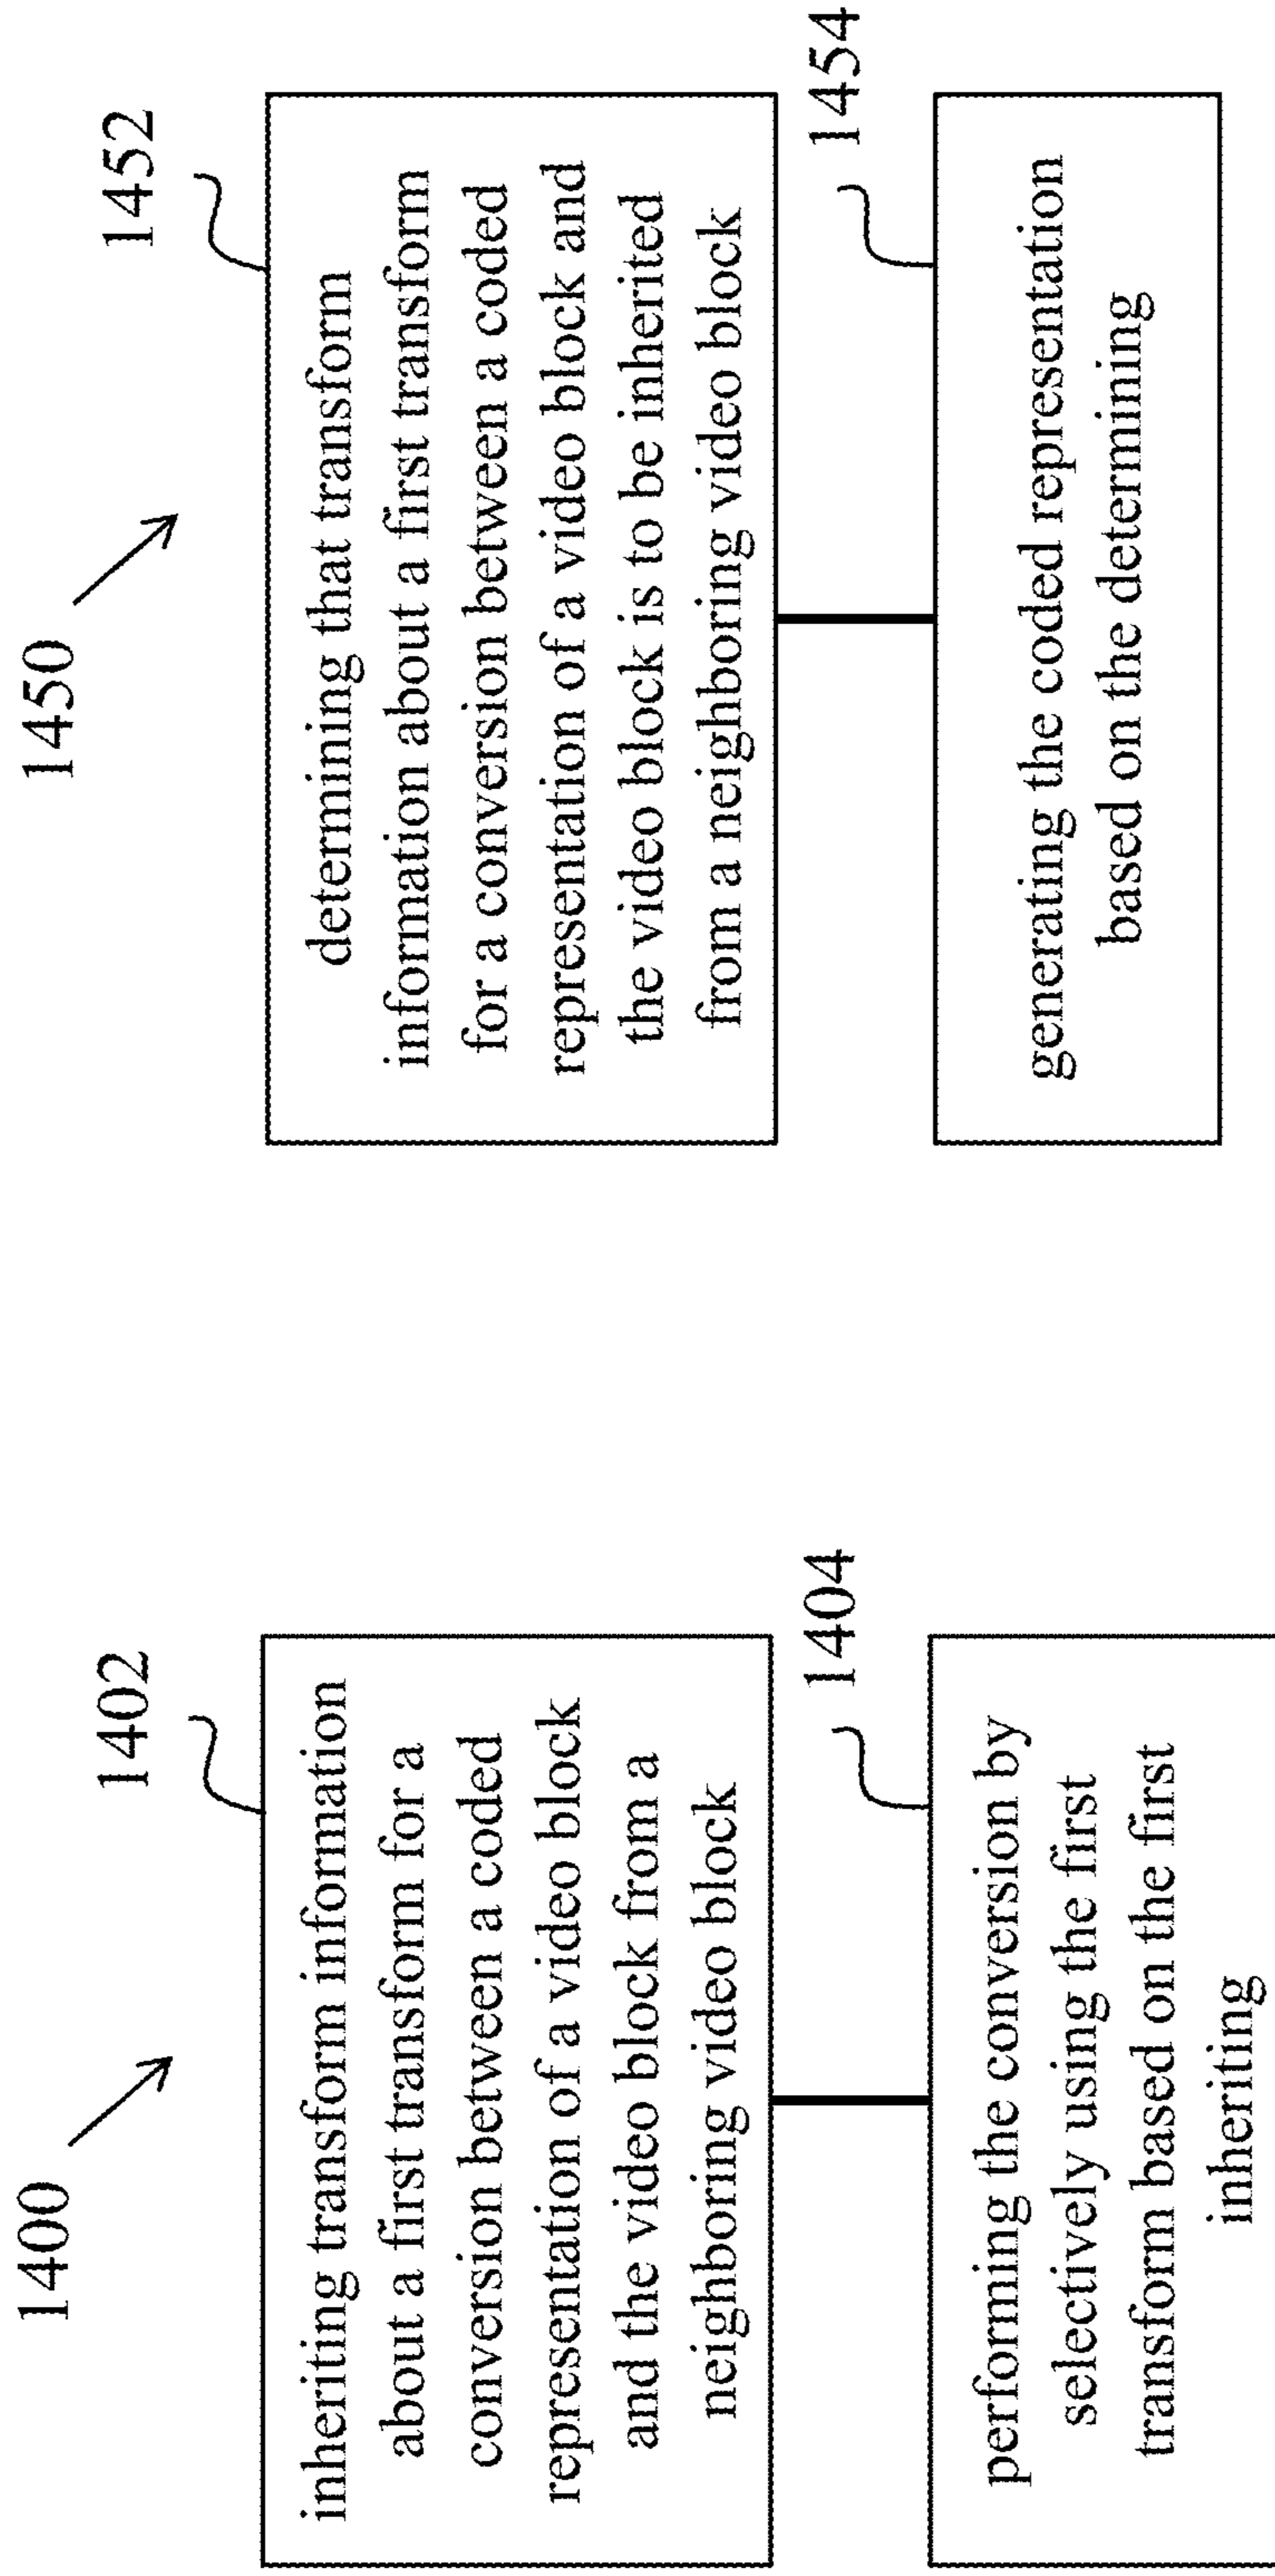 1400
1402
inheriting transform information
about a first transform for a
conversion between a coded
representation of a video block
and the video block from a
neighboring video block
1404
performing the conversion by
selectively using the first
transform based on the first
inheriting
1450
1452
determining that transform
information about a first transform
for a conversion between a coded
representation of a video block and
the video block is to be inherited
from a neighboring video block
1454
generating the coded representation
based on the determining